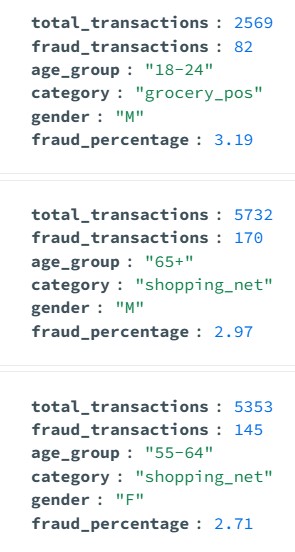 total_transactions : 2569
fraud_transactions : 82
age_group : "18-24"
category : "grocery_pos"
gender : "M"
fraud_percentage : 3.19
total_transactions : 5732
fraud_transactions : 170
age_group : "65+"
category : "shopping_net"
gender : "M"
fraud_percentage : 2.97
total_transactions : 5353
fraud_transactions : 145
age_group : "55-64"
category : "shopping_net"
gender : "F"
fraud_percentage : 2.71